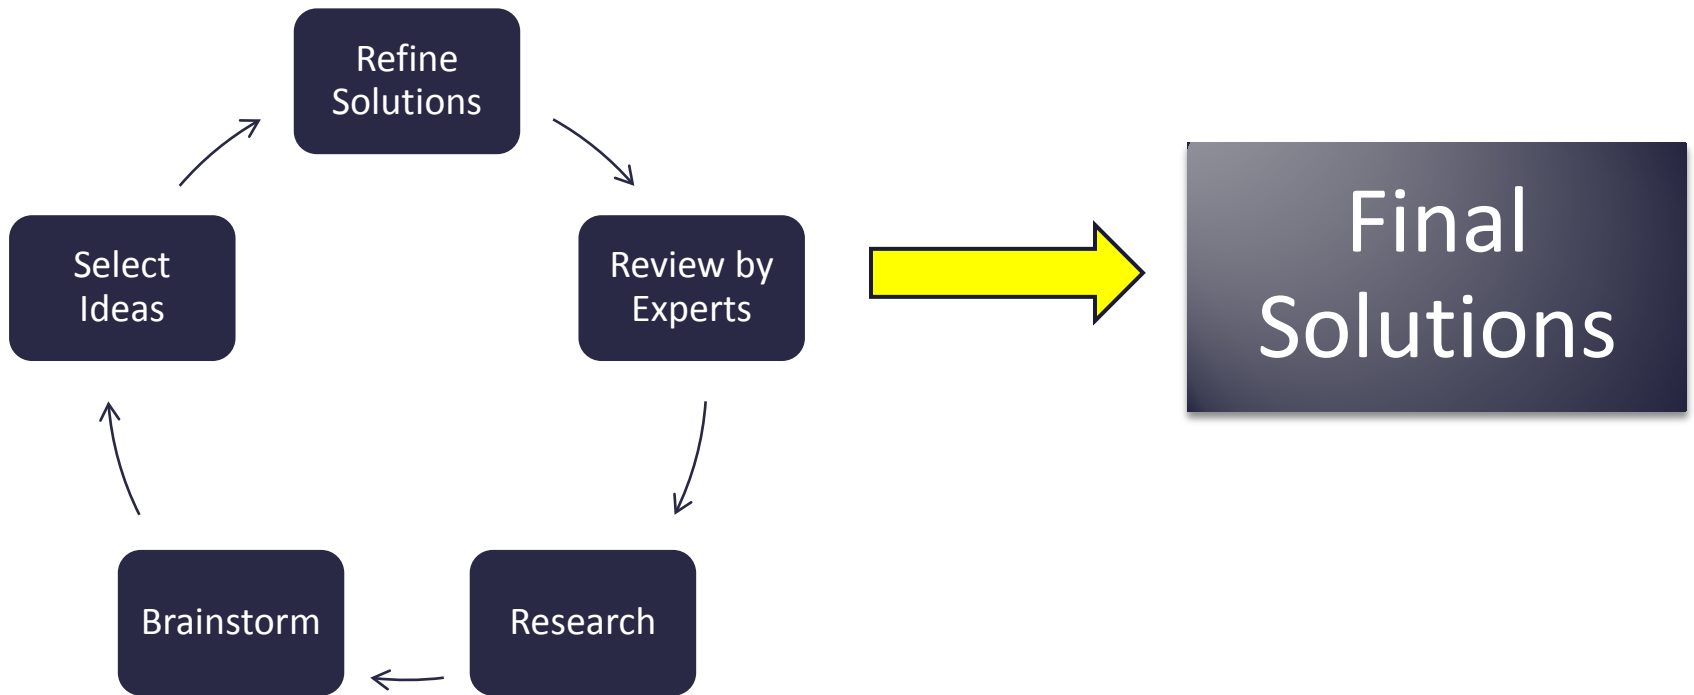 Refine
Solutions
Review by
Experts
Research
Brainstorm
Select
Ideas
Final
Solutions